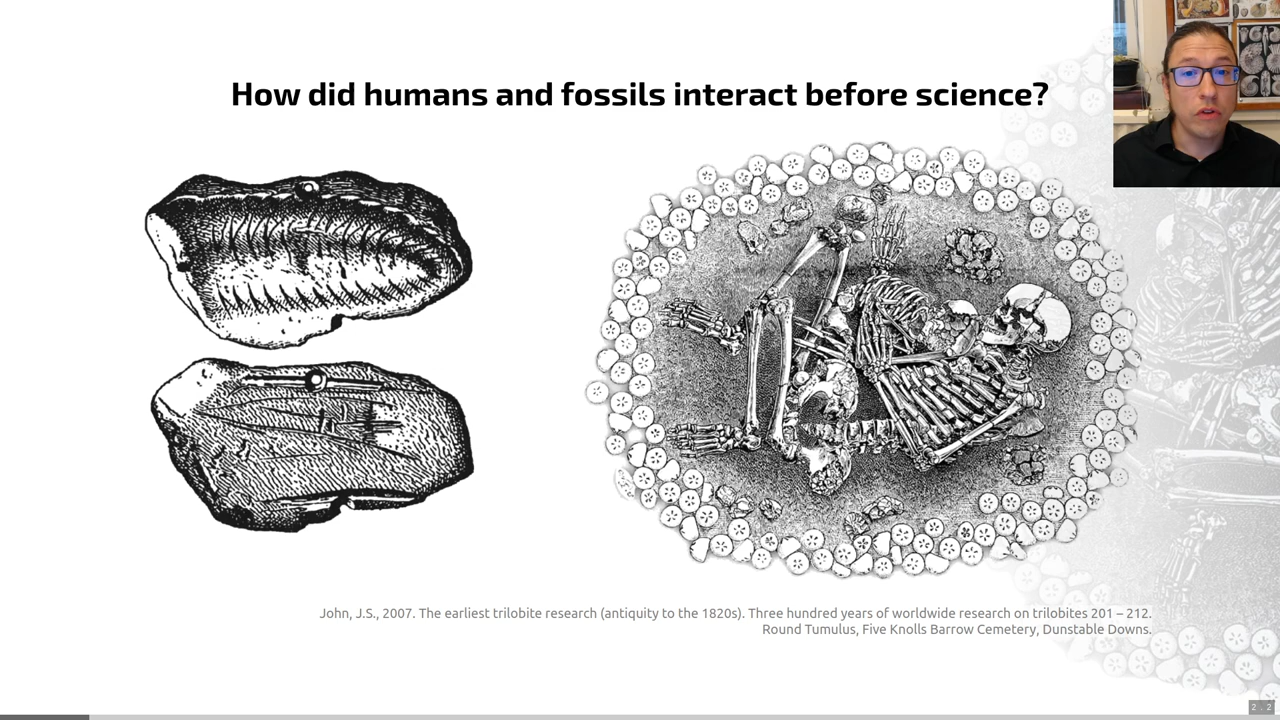 How did humans and fossils interact before science?
John, J.S., 2007. The earliest trilobite research (antiquity to the 1820s). Three hundred years of worldwide research on trilobites 201 – 212.
Round Tumulus, Five Knolls Barrow Cemetery, Dunstable Downs.
2 . 2